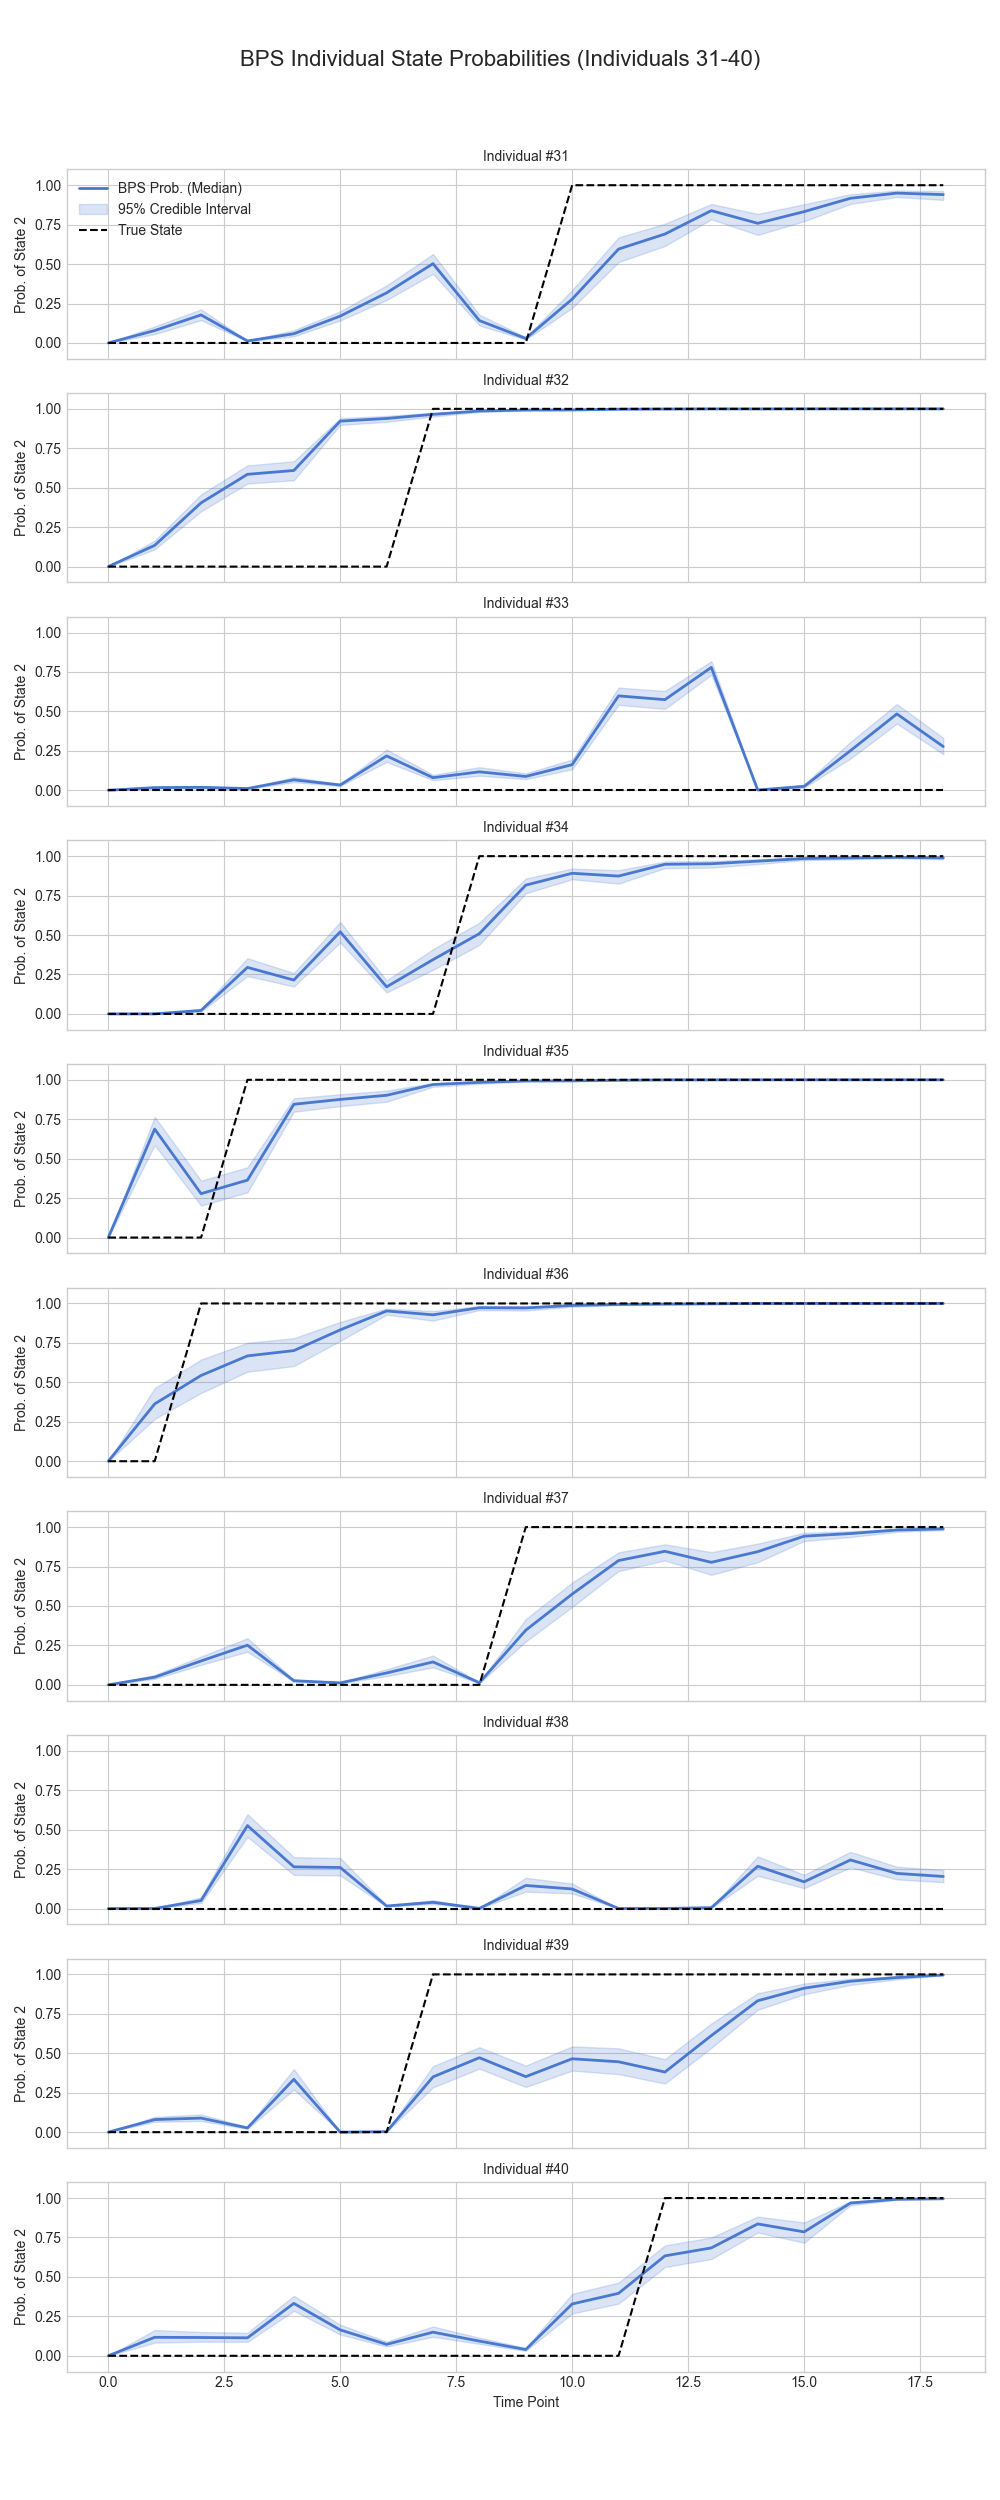 BPS Individual State Probabilities (Individuals 31-40)
Individual #31
1.00
0.75
0.50
0.25
0.00
Prob. of State 2
BPS Prob. (Median)
95% Credible Interval
True State
Individual #32
1.00
0.75
0.50
0.25
0.00
Prob. of State 2
Individual #33
1.00
0.75
0.50
0.25
0.00
Prob. of State 2
Individual #34
1.00
0.75
0.50
0.25
0.00
Prob. of State 2
Individual #35
1.00
0.75
0.50
0.25
0.00
Prob. of State 2
Individual #36
1.00
0.75
0.50
0.25
0.00
Prob. of State 2
Individual #37
1.00
0.75
0.50
0.25
0.00
Prob. of State 2
Individual #38
1.00
0.75
0.50
0.25
0.00
Prob. of State 2
Individual #39
1.00
0.75
0.50
0.25
0.00
Prob. of State 2
Individual #40
1.00
0.75
0.50
0.25
0.00
Prob. of State 2
0.0 2.5 5.0 7.5 10.0 12.5 15.0 17.5
Time Point